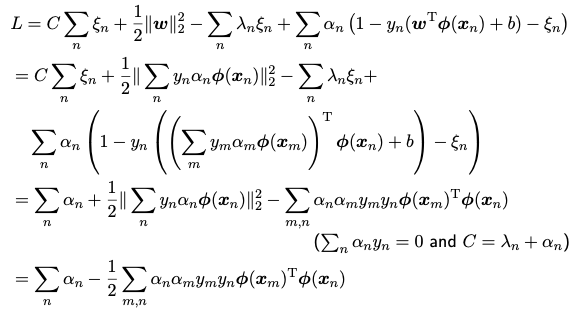 L = C ∑_n ξ_n + 1/2 ‖w‖_2^2 − ∑_n λ_n ξ_n + ∑_n α_n (1 − y_n(w^T ϕ(x_n) + b) − ξ_n)
= C ∑_n ξ_n + 1/2 ‖ ∑_n y_n α_n ϕ(x_n)‖_2^2 − ∑_n λ_n ξ_n +
∑_n α_n (1 − y_n ((∑_m y_m α_m ϕ(x_m))^T ϕ(x_n) + b) − ξ_n)
= ∑_n α_n + 1/2 ‖ ∑_n y_n α_n ϕ(x_n)‖_2^2 − ∑_{m,n} α_n α_m y_m y_n ϕ(x_m)^T ϕ(x_n)
(∑_n α_n y_n = 0 and C = λ_n + α_n)
= ∑_n α_n − 1/2 ∑_{m,n} α_n α_m y_m y_n ϕ(x_m)^T ϕ(x_n)